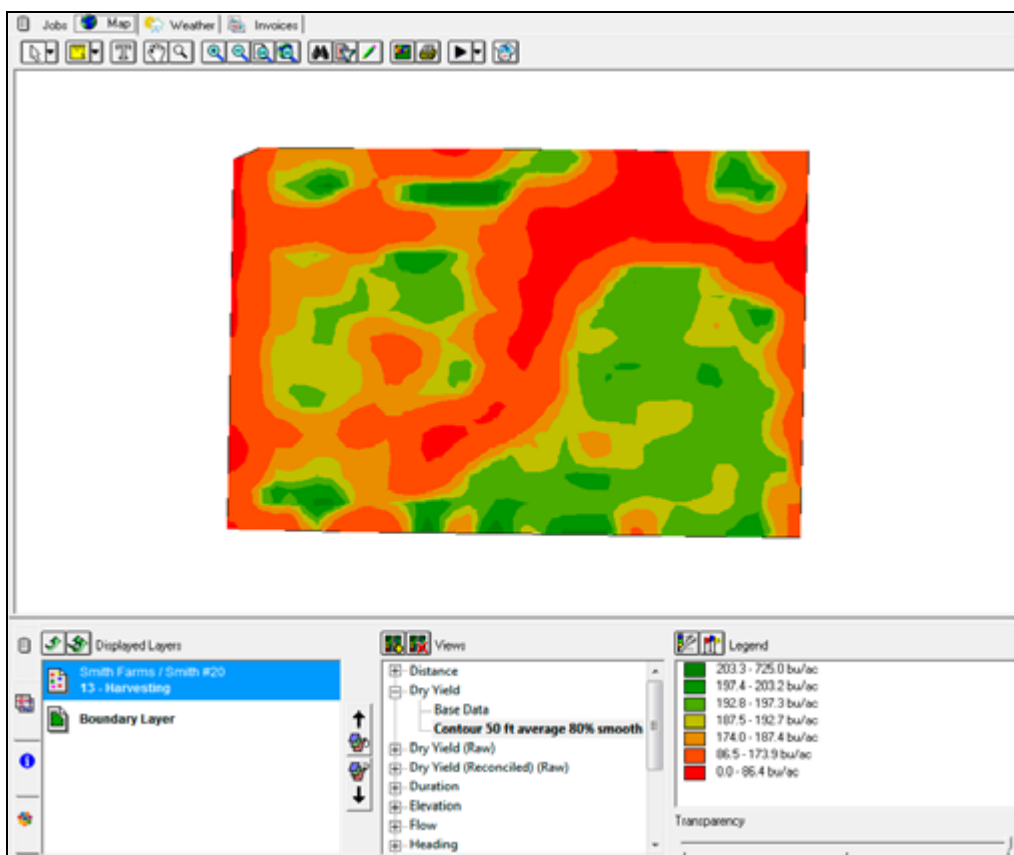 Jobs Map Weather Invoices
Displayed Layers
Smith Farms / Smith #20
13 - Harvesting
Boundary Layer
Views
Distance
Dry Yield
Base Data
Contour 50 ft average 80% smooth
Dry Yield (Raw)
Dry Yield (Reconciled) (Raw)
Duration
Elevation
Flow
Heading
Legend
203.3 - 725.0 bu/ac
197.4 - 203.2 bu/ac
192.8 - 197.3 bu/ac
187.5 - 192.7 bu/ac
174.0 - 187.4 bu/ac
86.5 - 173.9 bu/ac
0.0 - 86.4 bu/ac
Transparency